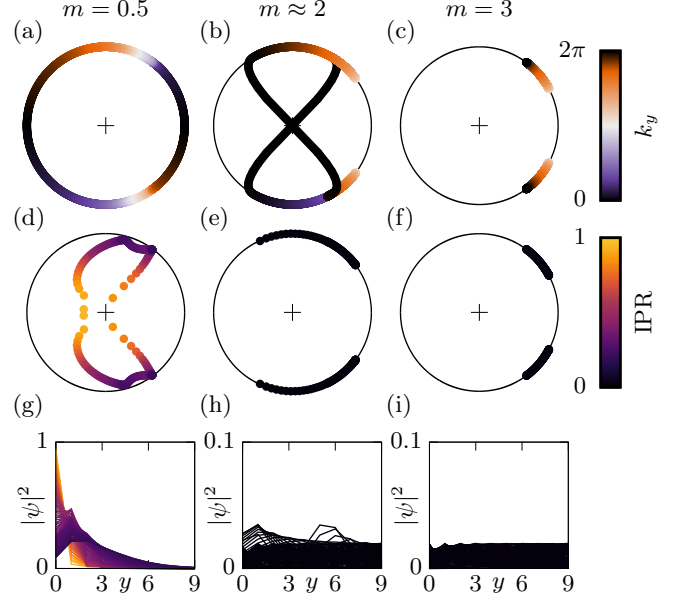 m = 0.5 m ≈ 2 m = 3
(a) (b) (c)
2π
k_y
0
(d) (e) (f)
1
IPR
0
(g) (h) (i)
1 0.1 0.1
|ψ|² |ψ|² |ψ|²
0 0 0
0 3 y 6 9 0 3 y 6 9 0 3 y 6 9